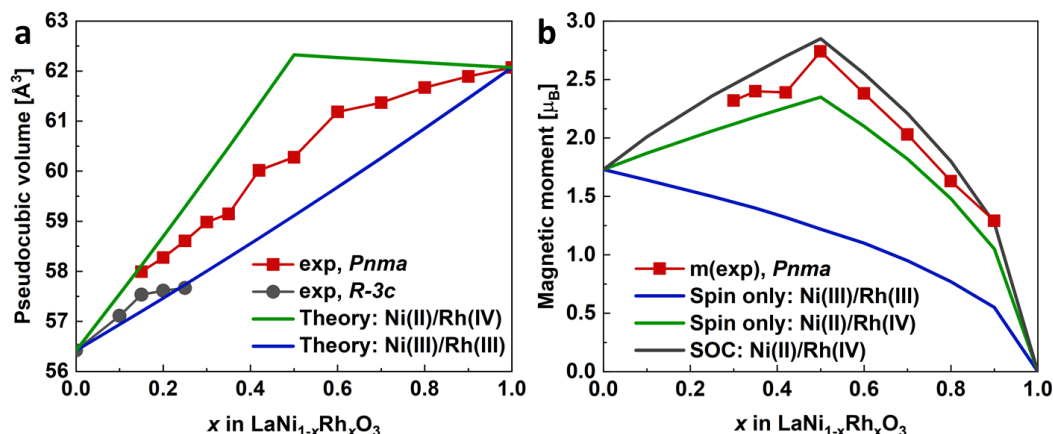 a
Pseudocubic volume [Å³]
63
62
61
60
59
58
57
56
0.0 0.2 0.4 0.6 0.8 1.0
x in LaNi₁₋ₓRhₓO₃
exp, Pnma
exp, R-3c
Theory: Ni(II)/Rh(IV)
Theory: Ni(III)/Rh(III)
b
Magnetic moment [μB]
3.0
2.5
2.0
1.5
1.0
0.5
0.0
0.0 0.2 0.4 0.6 0.8 1.0
x in LaNi₁₋ₓRhₓO₃
m(exp), Pnma
Spin only: Ni(III)/Rh(III)
Spin only: Ni(II)/Rh(IV)
SOC: Ni(II)/Rh(IV)